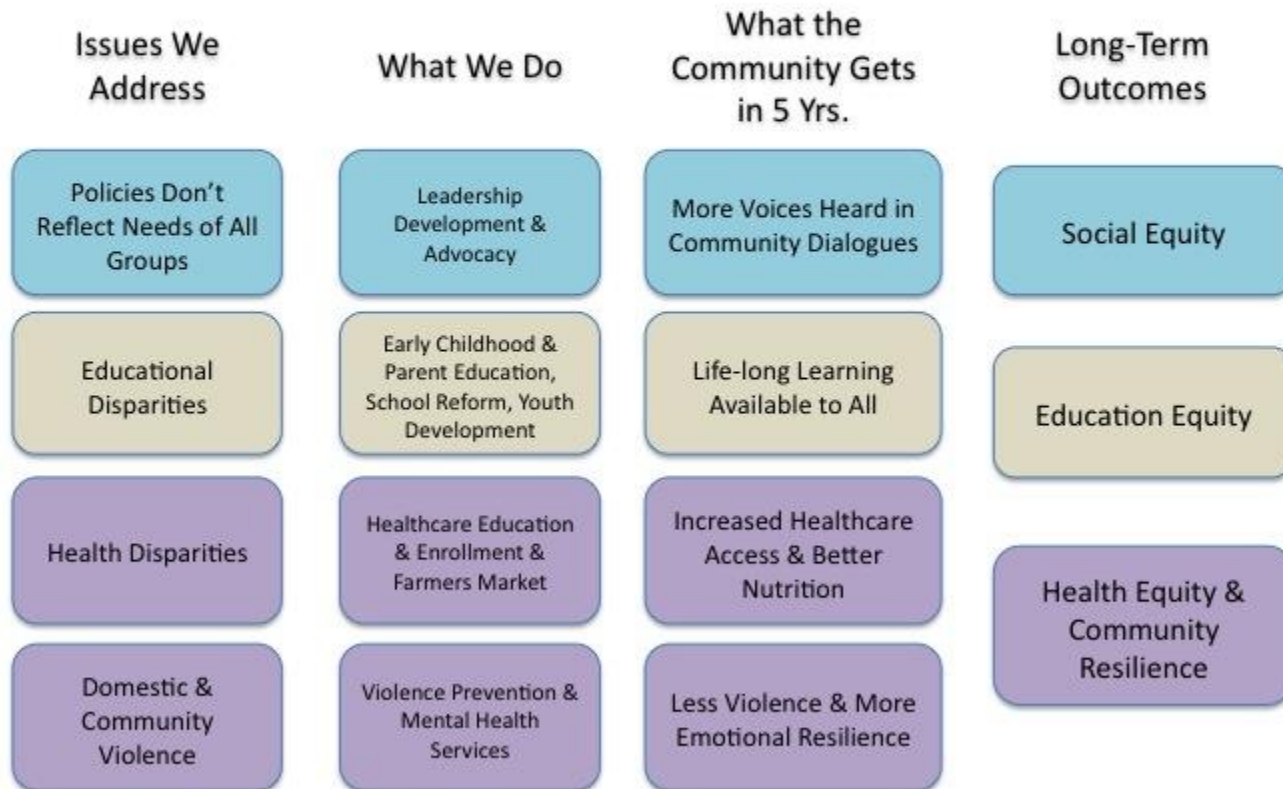 Issues We
Address
What We Do
What the
Community Gets
in 5 Yrs.
Long-Term
Outcomes
Policies Don’t
Reflect Needs of All
Groups
Leadership
Development &
Advocacy
More Voices Heard in
Community Dialogues
Social Equity
Educational
Disparities
Early Childhood &
Parent Education,
School Reform, Youth
Development
Life-long Learning
Available to All
Education Equity
Health Disparities
Healthcare Education
& Enrollment &
Farmers Market
Increased Healthcare
Access & Better
Nutrition
Health Equity &
Community
Resilience
Domestic &
Community
Violence
Violence Prevention &
Mental Health
Services
Less Violence & More
Emotional Resilience